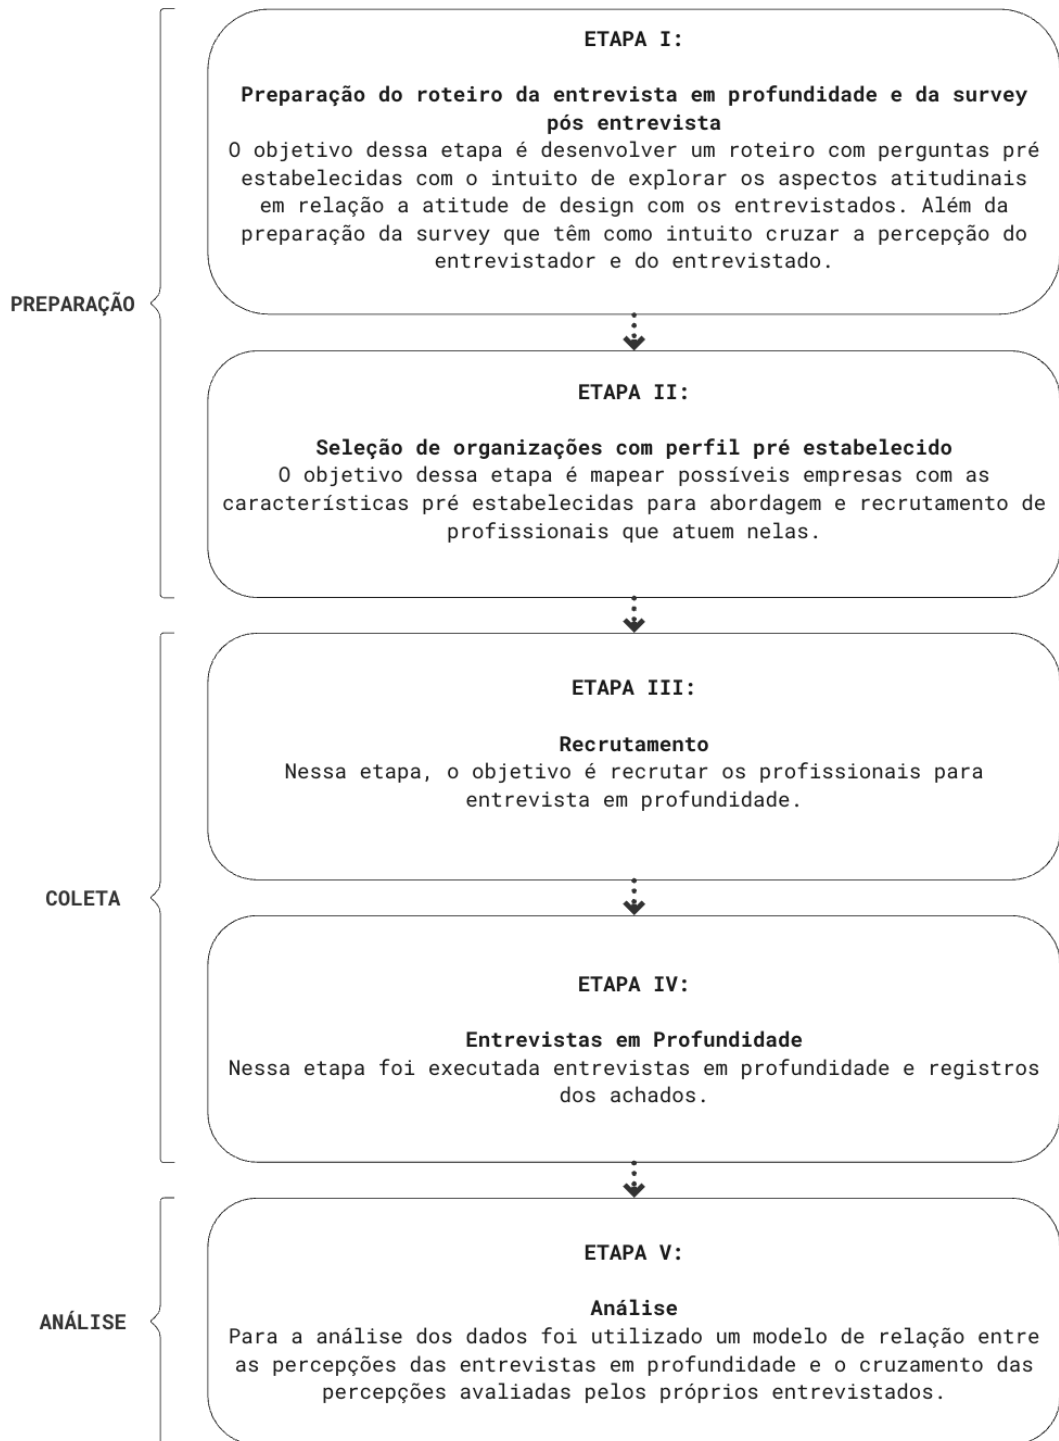 ETAPA I:
Preparação do roteiro da entrevista em profundidade e da survey
pós entrevista
O objetivo dessa etapa é desenvolver um roteiro com perguntas pré
estabelecidas com o intuito de explorar os aspectos atitudinais
em relação a atitude de design com os entrevistados. Além da
preparação da survey que têm como intuito cruzar a percepção do
entrevistador e do entrevistado.
PREPARAÇÃO
ETAPA II:
Seleção de organizações com perfil pré estabelecido
O objetivo dessa etapa é mapear possíveis empresas com as
características pré estabelecidas para abordagem e recrutamento de
profissionais que atuem nelas.
ETAPA III:
Recrutamento
Nessa etapa, o objetivo é recrutar os profissionais para
entrevista em profundidade.
COLETA
ETAPA IV:
Entrevistas em Profundidade
Nessa etapa foi executada entrevistas em profundidade e registros
dos achados.
ETAPA V:
Análise
ANÁLISE
Para a análise dos dados foi utilizado um modelo de relação entre
as percepções das entrevistas em profundidade e o cruzamento das
percepções avaliadas pelos próprios entrevistados.